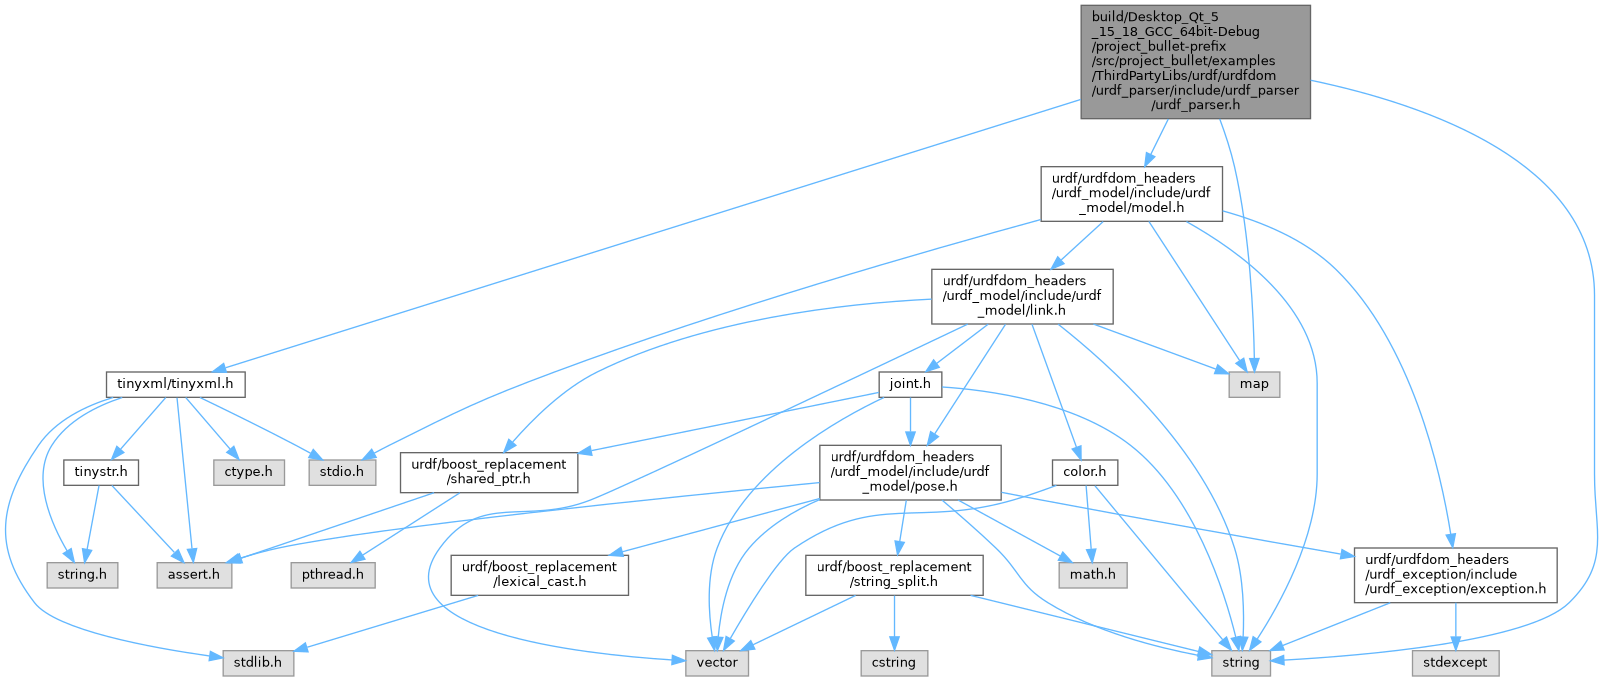 build/Desktop_Qt_5
_15_18_GCC_64bit-Debug
/project_bullet-prefix
/src/project_bullet/examples
/ThirdPartyLibs/urdf/urdfdom
/urdf_parser/include/urdf_parser
/urdf_parser.h
urdf/urdfdom_headers
/urdf_model/include/urdf
_model/model.h
urdf/urdfdom_headers
/urdf_model/include/urdf
_model/link.h
tinyxml/tinyxml.h
joint.h
map
tinystr.h
ctype.h
stdio.h
urdf/boost_replacement
/shared_ptr.h
urdf/urdfdom_headers
/urdf_model/include/urdf
_model/pose.h
color.h
string.h
assert.h
pthread.h
urdf/boost_replacement
/lexical_cast.h
urdf/boost_replacement
/string_split.h
math.h
urdf/urdfdom_headers
/urdf_exception/include
/urdf_exception/exception.h
stdlib.h
vector
cstring
string
stdexcept